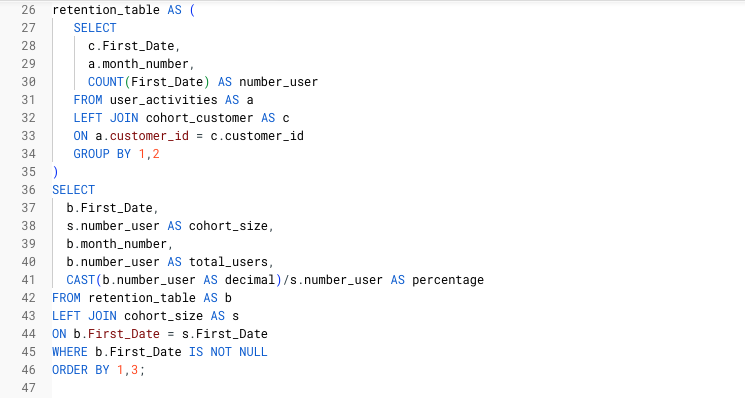 26 retention_table AS (
27 SELECT
28 c.First_Date,
29 a.month_number,
30 COUNT(First_Date) AS number_user
31 FROM user_activities AS a
32 LEFT JOIN cohort_customer AS c
33 ON a.customer_id = c.customer_id
34 GROUP BY 1,2
35 )
36 SELECT
37 b.First_Date,
38 s.number_user AS cohort_size,
39 b.month_number,
40 b.number_user AS total_users,
41 CAST(b.number_user AS decimal)/s.number_user AS percentage
42 FROM retention_table AS b
43 LEFT JOIN cohort_size AS s
44 ON b.First_Date = s.First_Date
45 WHERE b.First_Date IS NOT NULL
46 ORDER BY 1,3;
47